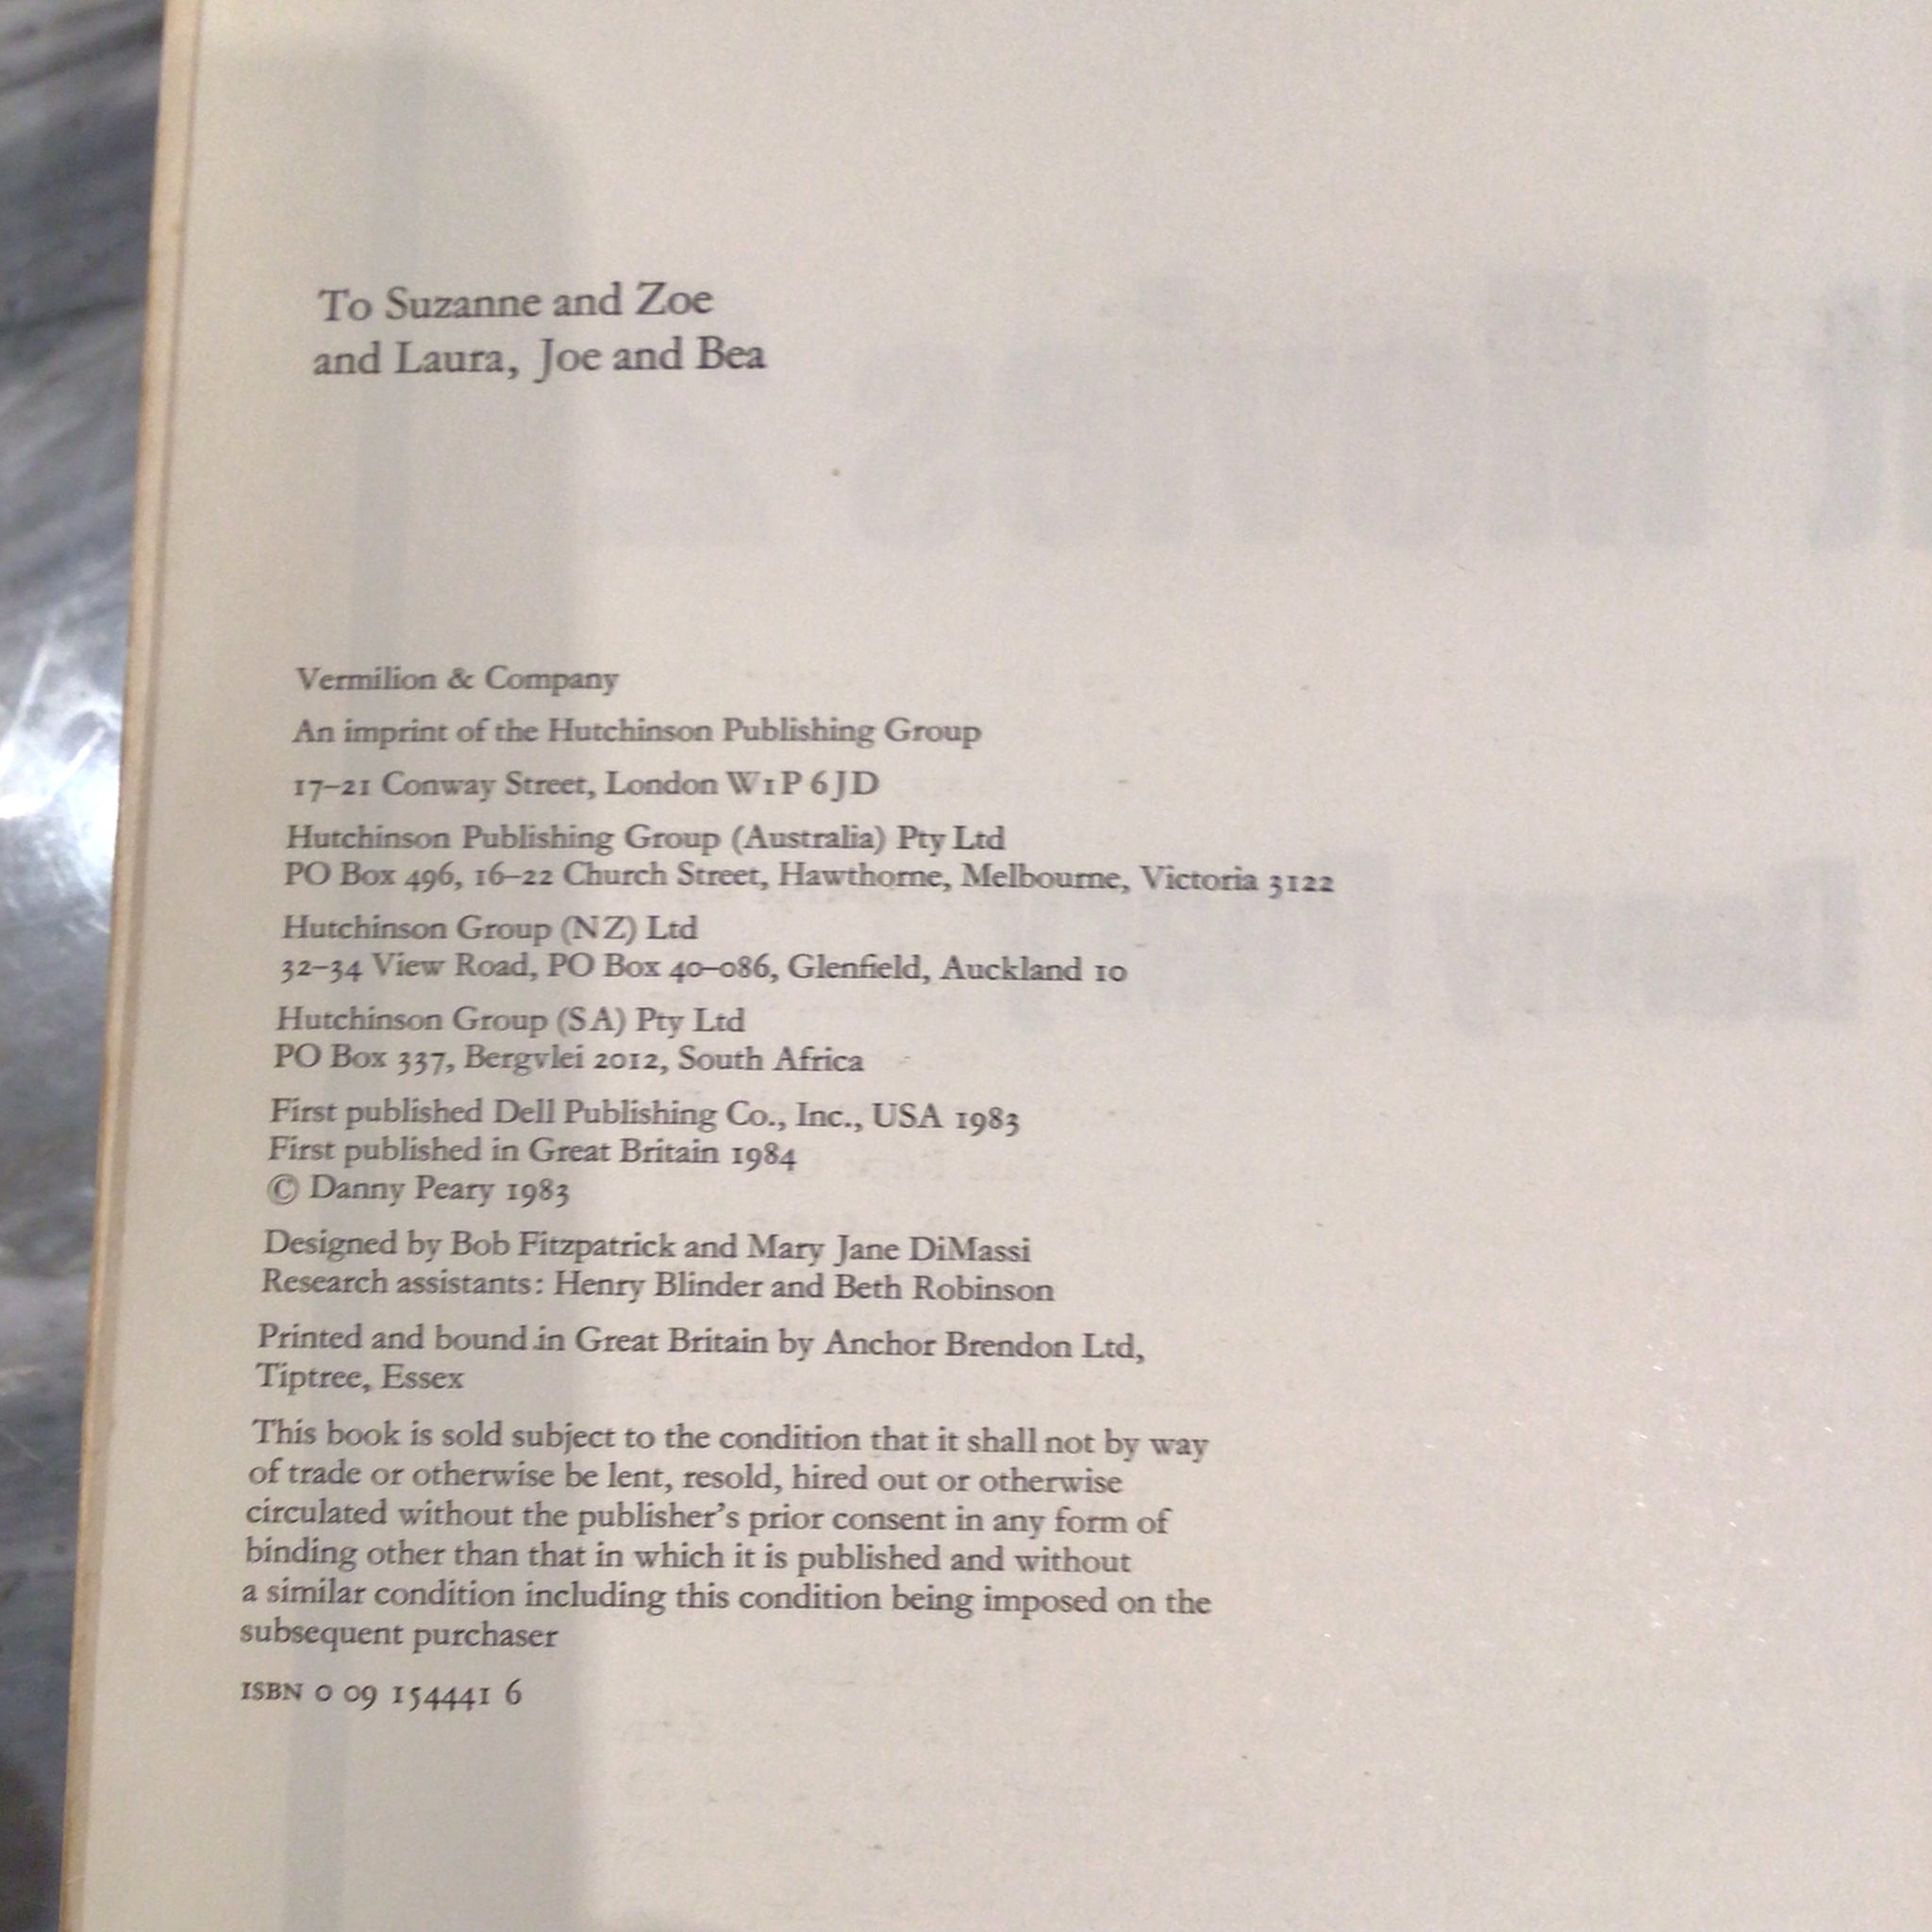 To Suzanne and Zoe
and Laura, Joe and Bea
Vermilion & Company
An imprint of the Hutchinson Publishing Group
17–21 Conway Street, London W1P 6JD
Hutchinson Publishing Group (Australia) Pty Ltd
PO Box 496, 16–22 Church Street, Hawthorne, Melbourne, Victoria 3122
Hutchinson Group (NZ) Ltd
32–34 View Road, PO Box 40–086, Glenfield, Auckland 10
Hutchinson Group (SA) Pty Ltd
PO Box 337, Bergvlei 2012, South Africa
First published Dell Publishing Co., Inc., USA 1983
First published in Great Britain 1984
© Danny Peary 1983
Designed by Bob Fitzpatrick and Mary Jane DiMassi
Research assistants: Henry Blinder and Beth Robinson
Printed and bound in Great Britain by Anchor Brendon Ltd,
Tiptree, Essex
This book is sold subject to the condition that it shall not by way
of trade or otherwise be lent, resold, hired out or otherwise
circulated without the publisher's prior consent in any form of
binding other than that in which it is published and without
a similar condition including this condition being imposed on the
subsequent purchaser
ISBN 0 09 154441 6